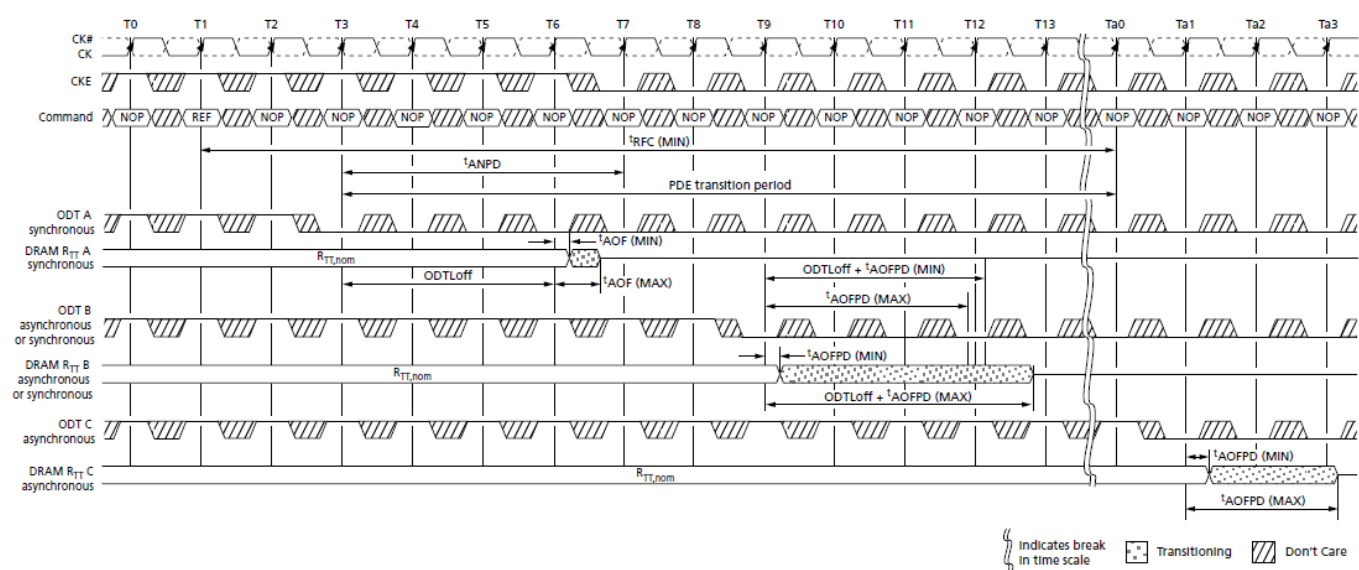 T0 T1 T2 T3 T4 T5 T6 T7 T8 T9 T10 T11 T12 T13 Ta0 Ta1 Ta2 Ta3
CK#
CK
CKE
Command NOP REF NOP NOP NOP NOP NOP NOP NOP NOP NOP NOP NOP NOP NOP NOP NOP NOP
tRFC (MIN)
tANPD
PDE transition period
ODT A
synchronous
tAOF (MIN)
DRAM RTT A
synchronous
RTT,nom
ODTLoff
tAOF (MAX)
ODTLoff + tAOFPD (MIN)
tAOFPD (MAX)
ODT B
asynchronous
or synchronous
tAOFPD (MIN)
DRAM RTT B
asynchronous
or synchronous
RTT,nom
ODTLoff + tAOFPD (MAX)
ODT C
asynchronous
tAOFPD (MIN)
DRAM RTT C
asynchronous
RTT,nom
tAOFPD (MAX)
Indicates break
in time scale
Transitioning
Don't Care